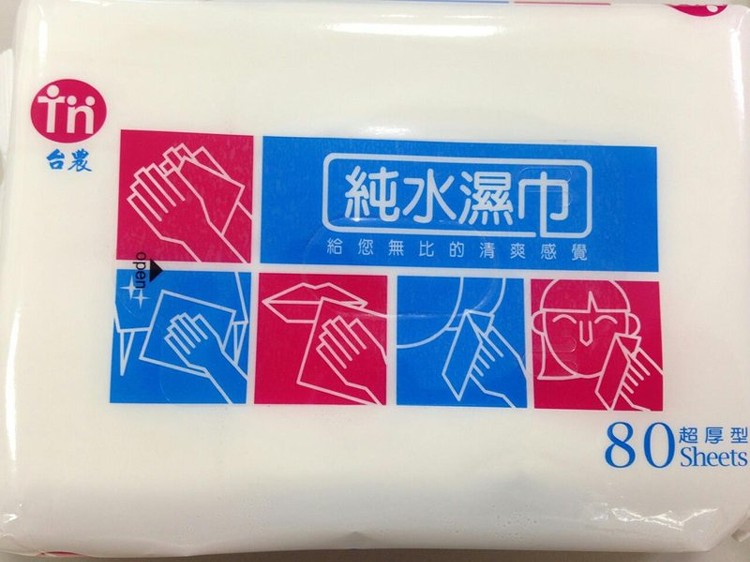 Tn
台農
純水濕巾
給您無比的清爽感覺
open
80
超厚型
Sheets